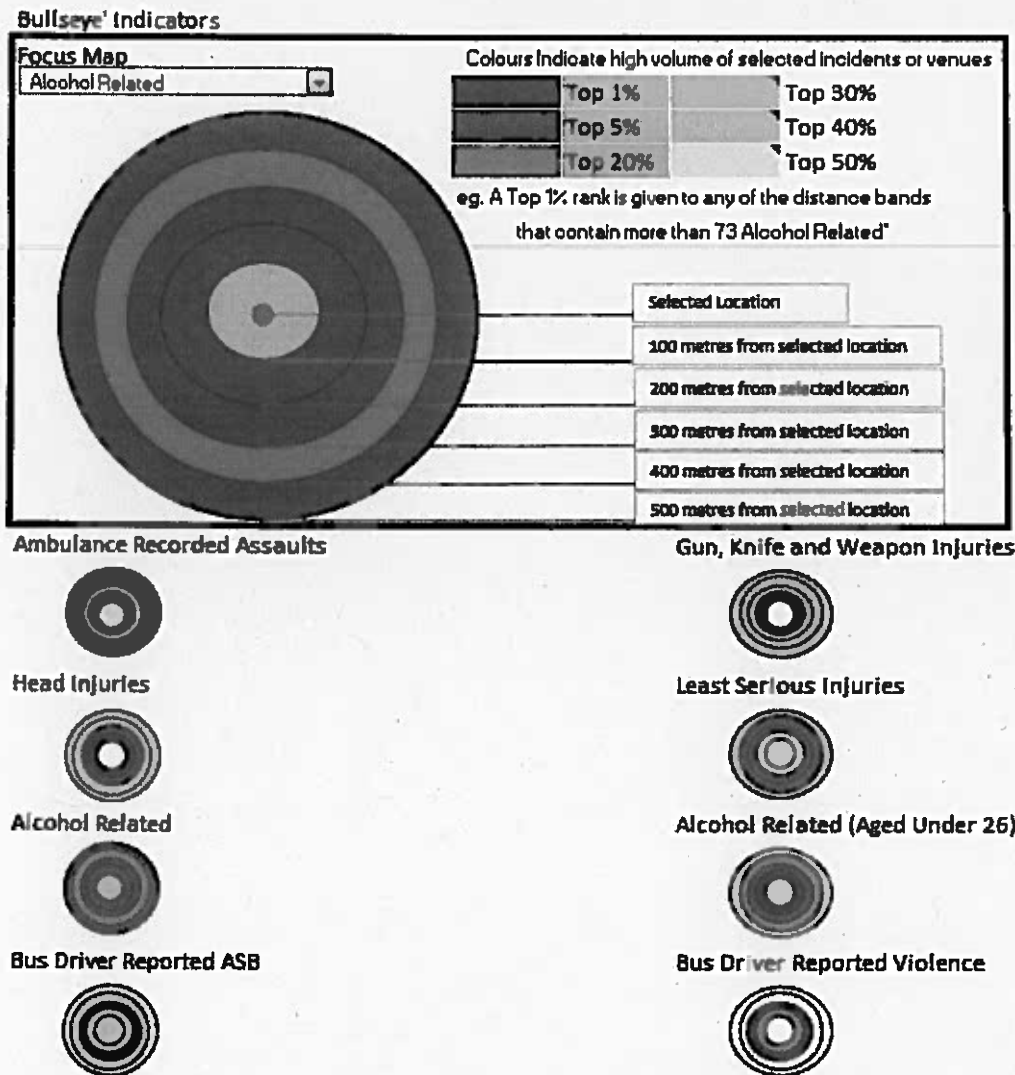 Bullseye' Indicators
Focus Map
Alcohol Related
Colours Indicate high volume of selected incidents or venues
Top 1% Top 30%
Top 5% Top 40%
Top 20% Top 50%
eg. A Top 1% rank is given to any of the distance bands
that contain more than 73 Alcohol Related"
Selected Location
100 metres from selected location
200 metres from selected location
300 metres from selected location
400 metres from selected location
500 metres from selected location
Ambulance Recorded Assaults
Gun, Knife and Weapon Injuries
Head Injuries
Least Serious Injuries
Alcohol Related
Alcohol Related (Aged Under 26)
Bus Driver Reported ASB
Bus Driver Reported Violence